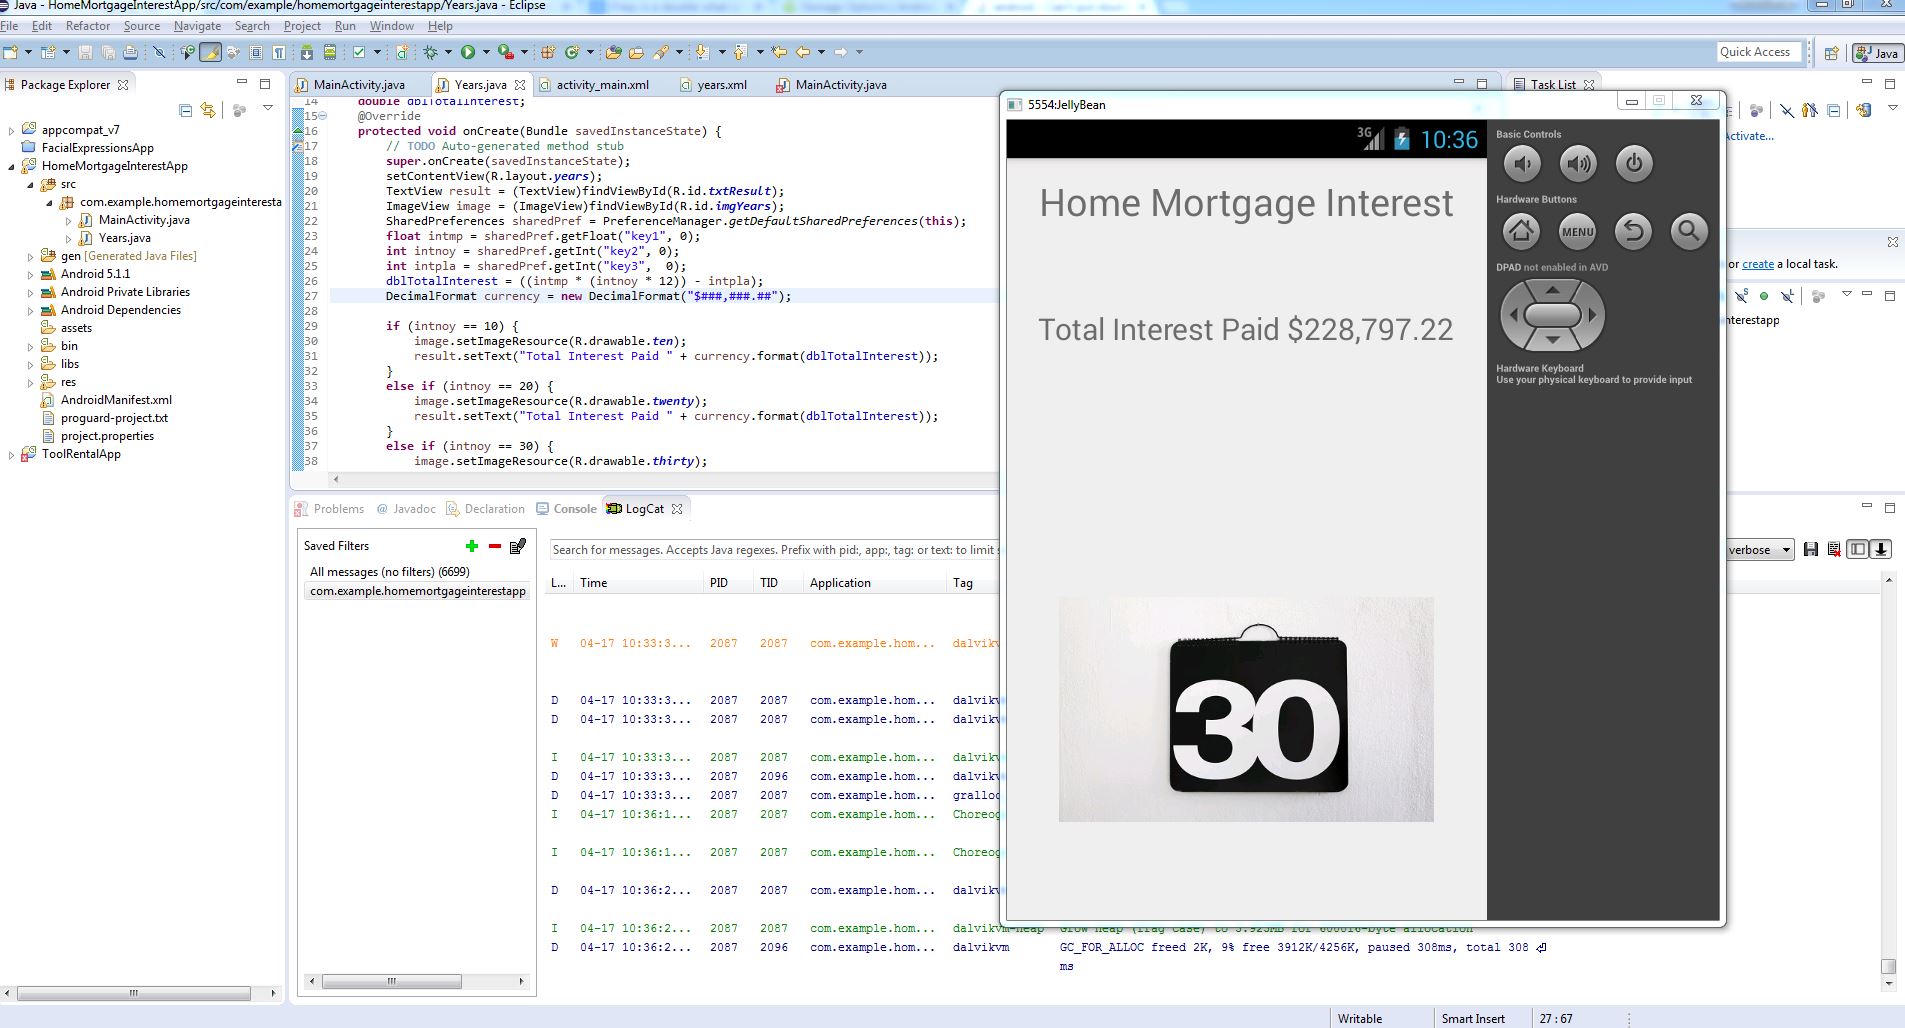 Java - HomeMortgageInterestApp/src/com/example/homemortgageinterestapp/Years.java - Eclipse
File Edit Refactor Source Navigate Search Project Run Window Help
Quick Access
Java
Package Explorer
appcompat_v7
FacialExpressionsApp
HomeMortgageInterestApp
src
com.example.homemortgageinteresta
MainActivity.java
Years.java
gen [Generated Java Files]
Android 5.1.1
Android Private Libraries
Android Dependencies
assets
bin
libs
res
AndroidManifest.xml
proguard-project.txt
project.properties
ToolRentalApp
MainActivity.java Years.java activity_main.xml years.xml MainActivity.java
14 double dblTotalInterest;
15 @Override
16 protected void onCreate(Bundle savedInstanceState) {
17 // TODO Auto-generated method stub
18 super.onCreate(savedInstanceState);
19 setContentView(R.layout.years);
20 TextView result = (TextView)findViewById(R.id.txtResult);
21 ImageView image = (ImageView)findViewById(R.id.imgYears);
22 SharedPreferences sharedPref = PreferenceManager.getDefaultSharedPreferences(this);
23 float intmp = sharedPref.getFloat("key1", 0);
24 int intnoy = sharedPref.getInt("key2", 0);
25 int intpla = sharedPref.getInt("key3",  0);
26 dblTotalInterest = ((intmp * (intnoy * 12)) - intpla);
27 DecimalFormat currency = new DecimalFormat("$###,###.##");
28
29 if (intnoy == 10) {
30 image.setImageResource(R.drawable.ten);
31 result.setText("Total Interest Paid " + currency.format(dblTotalInterest));
32 }
33 else if (intnoy == 20) {
34 image.setImageResource(R.drawable.twenty);
35 result.setText("Total Interest Paid " + currency.format(dblTotalInterest));
36 }
37 else if (intnoy == 30) {
38 image.setImageResource(R.drawable.thirty);
Task List
Activate...
or create a local task.
nterestapp
5554:JellyBean
3G 10:36
Home Mortgage Interest
Total Interest Paid $228,797.22
30
Basic Controls
Hardware Buttons
MENU
DPAD not enabled in AVD
Hardware Keyboard
Use your physical keyboard to provide input
Problems @ Javadoc Declaration Console LogCat
Saved Filters
All messages (no filters) (6699)
com.example.homemortgageinterestapp
Search for messages. Accepts Java regexes. Prefix with pid:, app:, tag: or text: to limit s
verbose
L... Time PID TID Application Tag
W 04-17 10:33:3... 2087 2087 com.example.hom... dalvikv
D 04-17 10:33:3... 2087 2087 com.example.hom... dalvikv
D 04-17 10:33:3... 2087 2087 com.example.hom... dalvikv
I 04-17 10:33:3... 2087 2087 com.example.hom... dalvikv
D 04-17 10:33:3... 2087 2096 com.example.hom... dalvikv
D 04-17 10:33:3... 2087 2087 com.example.hom... gralloc
I 04-17 10:36:1... 2087 2087 com.example.hom... Choreog
I 04-17 10:36:1... 2087 2087 com.example.hom... Choreog
D 04-17 10:36:2... 2087 2087 com.example.hom... dalvikv
I 04-17 10:36:2... 2087 2087 com.example.hom... dalvikvm-heap Grow heap (frag case) to 3.925MB for 600016-byte allocation
D 04-17 10:36:2... 2087 2096 com.example.hom... dalvikvm GC_FOR_ALLOC freed 2K, 9% free 3912K/4256K, paused 308ms, total 308
ms
Writable Smart Insert 27 : 67